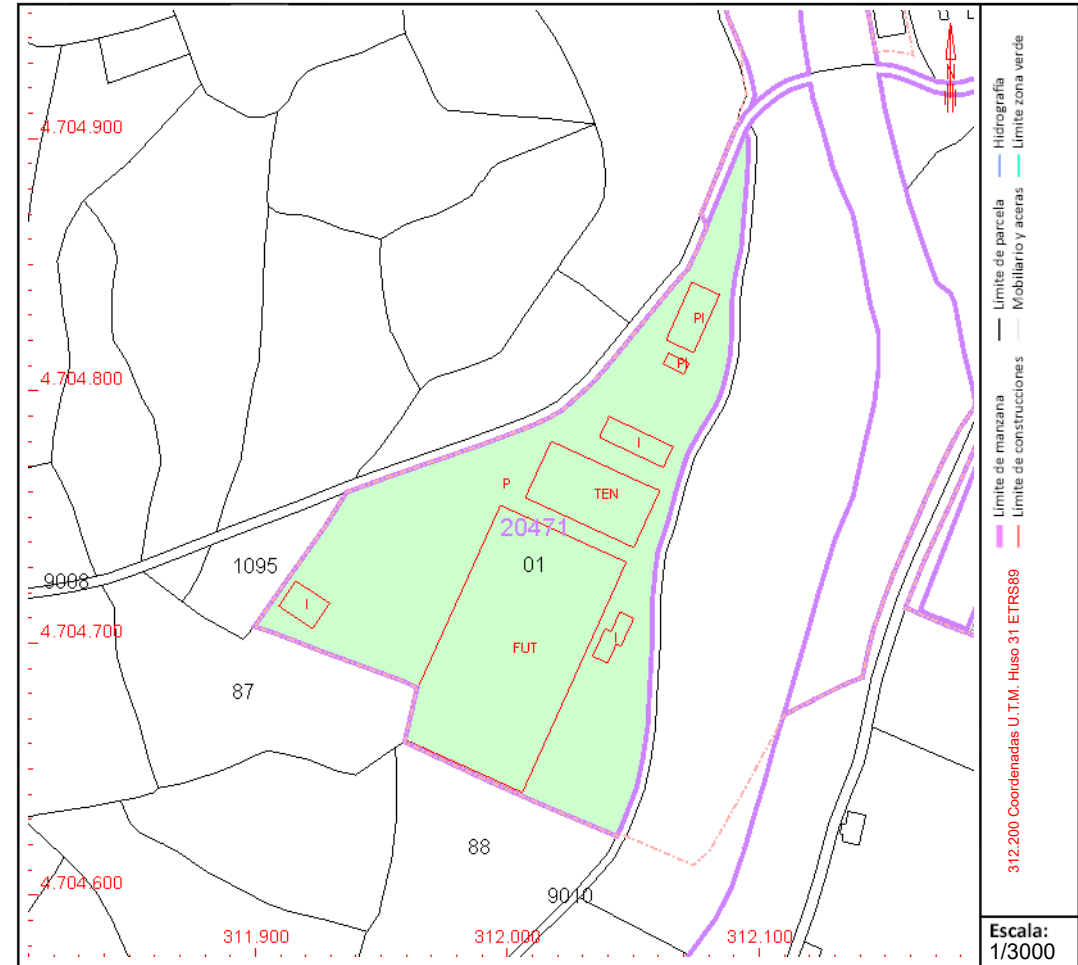 4.704.900
4.704.800
PI
PI
I
P
TEN
20471
01
1095
9008
I
4.704.700
I
FUT
87
88
4.704.600
9010
311.900
312.000
312.100
N
Hidrografía
Límite zona verde
Límite de parcela
Mobiliario y aceras
Límite de manzana
Límite de construcciones
312.200 Coordenadas U.T.M. Huso 31 ETRS89
Escala:
1/3000